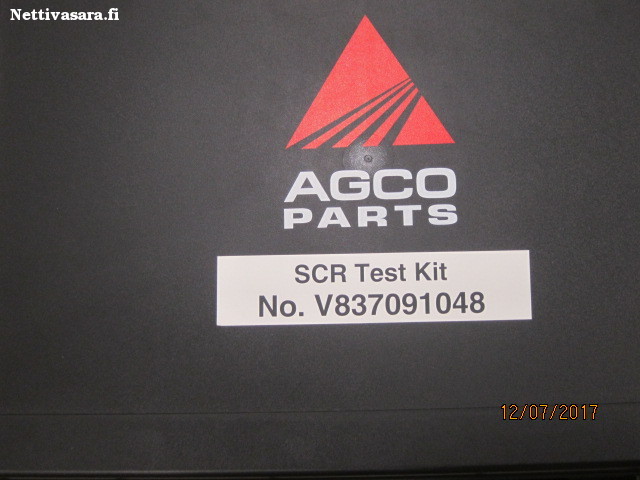 Nettivasara.fi
AGCO
PARTS
SCR Test Kit
No. V837091048
12/07/2017